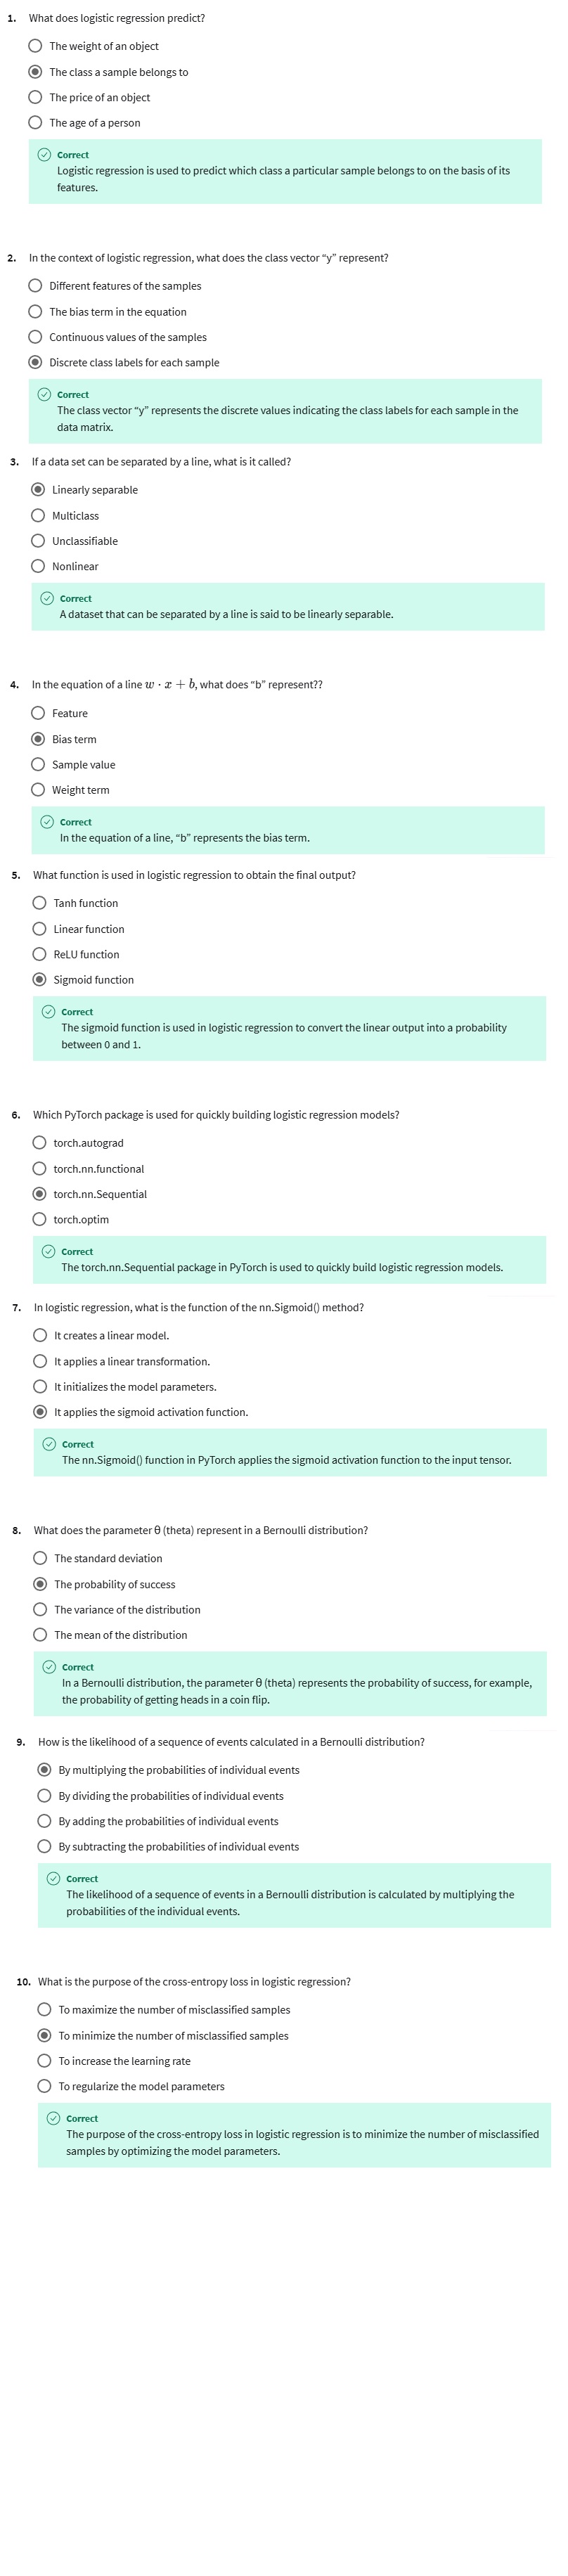 1. What does logistic regression predict?
The weight of an object
The class a sample belongs to
The price of an object
The age of a person
Correct
Logistic regression is used to predict which class a particular sample belongs to on the basis of its
features.
2. In the context of logistic regression, what does the class vector “y” represent?
Different features of the samples
The bias term in the equation
Continuous values of the samples
Discrete class labels for each sample
Correct
The class vector “y” represents the discrete values indicating the class labels for each sample in the
data matrix.
3. If a data set can be separated by a line, what is it called?
Linearly separable
Multiclass
Unclassifiable
Nonlinear
Correct
A dataset that can be separated by a line is said to be linearly separable.
4. In the equation of a line w · x + b, what does “b” represent??
Feature
Bias term
Sample value
Weight term
Correct
In the equation of a line, “b” represents the bias term.
5. What function is used in logistic regression to obtain the final output?
Tanh function
Linear function
ReLU function
Sigmoid function
Correct
The sigmoid function is used in logistic regression to convert the linear output into a probability
between 0 and 1.
6. Which PyTorch package is used for quickly building logistic regression models?
torch.autograd
torch.nn.functional
torch.nn.Sequential
torch.optim
Correct
The torch.nn.Sequential package in PyTorch is used to quickly build logistic regression models.
7. In logistic regression, what is the function of the nn.Sigmoid() method?
It creates a linear model.
It applies a linear transformation.
It initializes the model parameters.
It applies the sigmoid activation function.
Correct
The nn.Sigmoid() function in PyTorch applies the sigmoid activation function to the input tensor.
8. What does the parameter θ (theta) represent in a Bernoulli distribution?
The standard deviation
The probability of success
The variance of the distribution
The mean of the distribution
Correct
In a Bernoulli distribution, the parameter θ (theta) represents the probability of success, for example,
the probability of getting heads in a coin flip.
9. How is the likelihood of a sequence of events calculated in a Bernoulli distribution?
By multiplying the probabilities of individual events
By dividing the probabilities of individual events
By adding the probabilities of individual events
By subtracting the probabilities of individual events
Correct
The likelihood of a sequence of events in a Bernoulli distribution is calculated by multiplying the
probabilities of the individual events.
10. What is the purpose of the cross-entropy loss in logistic regression?
To maximize the number of misclassified samples
To minimize the number of misclassified samples
To increase the learning rate
To regularize the model parameters
Correct
The purpose of the cross-entropy loss in logistic regression is to minimize the number of misclassified
samples by optimizing the model parameters.